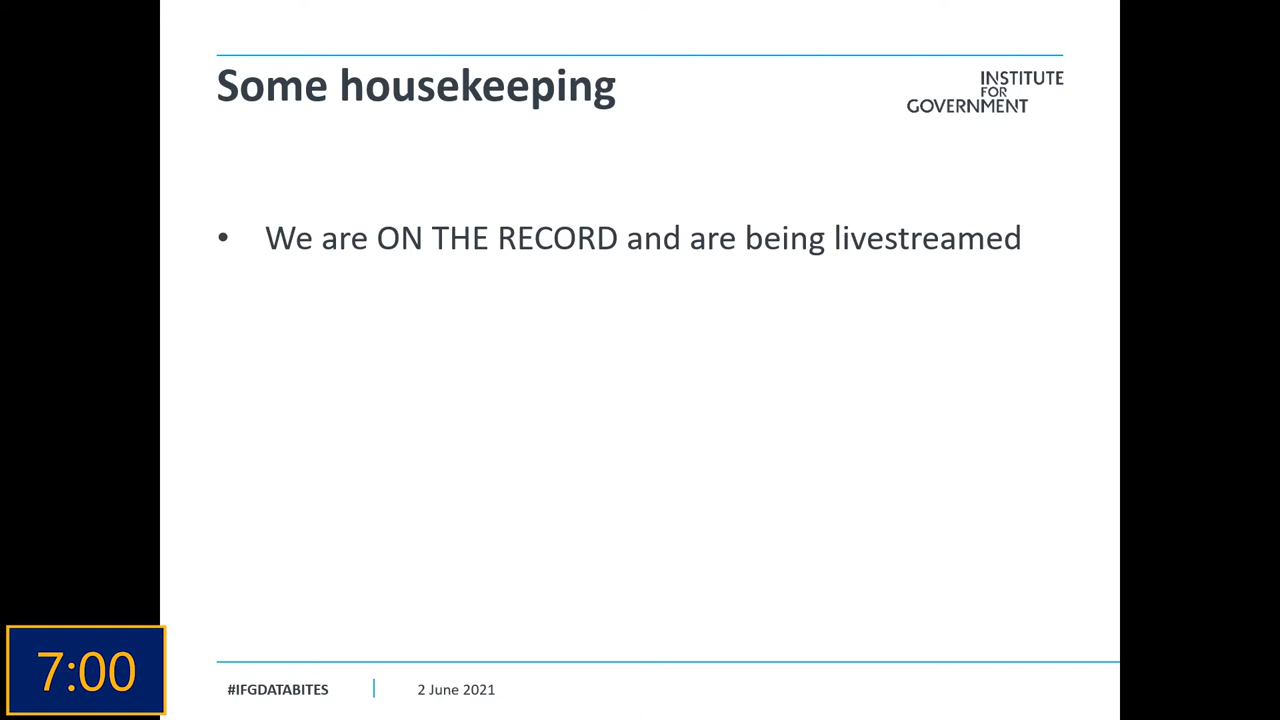 Some housekeeping
INSTITUTE
FOR
GOVERNMENT
• We are ON THE RECORD and are being livestreamed
7:00
#IFGDATABITES
2 June 2021